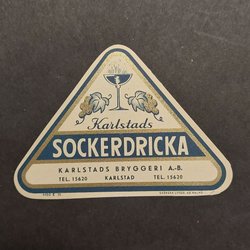 Karlstads
SOCKERDRICKA
KARLSTADS BRYGGERI A.-B.
TEL. 15620 KARLSTAD TEL. 15620